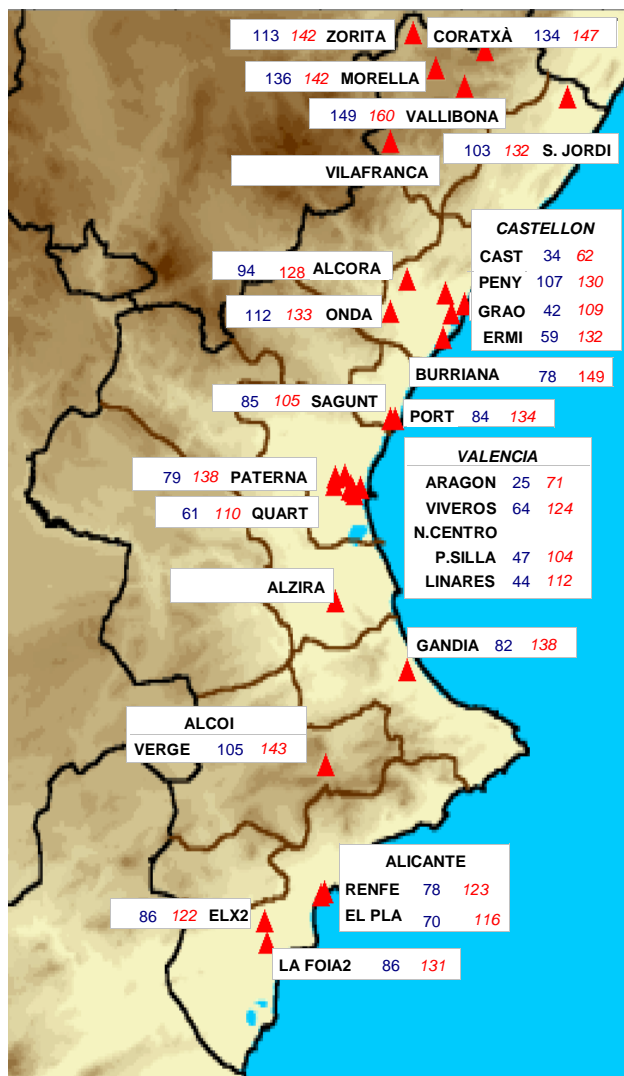 113 142 ZORITA
CORATXÀ 134 147
136 142 MORELLA
149 160 VALLIBONA
103 132 S. JORDI
VILAFRANCA
CASTELLON
CAST 34 62
PENY 107 130
GRAO 42 109
ERMI 59 132
94 128 ALCORA
112 133 ONDA
BURRIANA 78 149
85 105 SAGUNT
PORT 84 134
VALENCIA
ARAGON 25 71
VIVEROS 64 124
N.CENTRO
P.SILLA 47 104
LINARES 44 112
79 138 PATERNA
61 110 QUART
ALZIRA
GANDIA 82 138
ALCOI
VERGE 105 143
ALICANTE
RENFE 78 123
EL PLA 70 116
86 122 ELX2
LA FOIA2 86 131